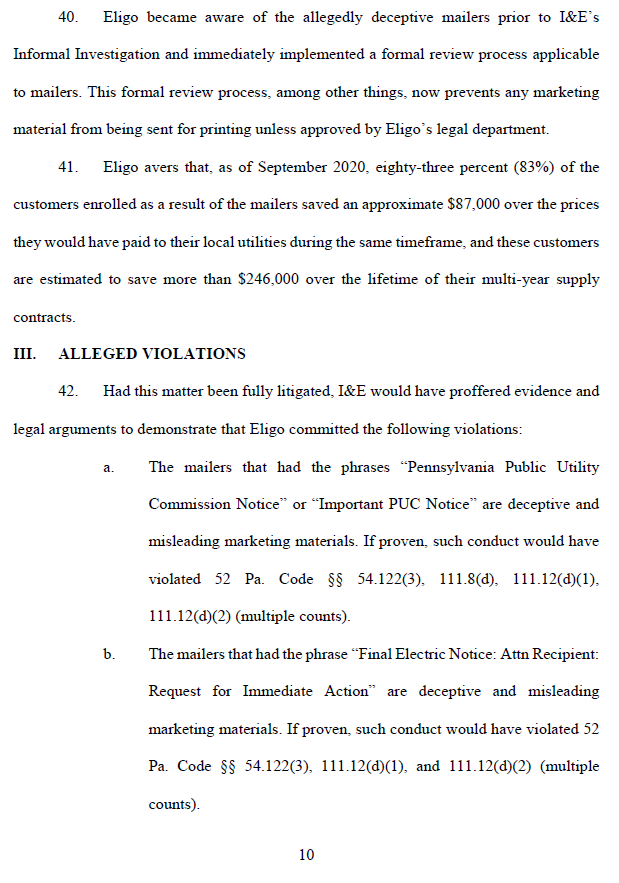 40. Eligo became aware of the allegedly deceptive mailers prior to I&E’s
Informal Investigation and immediately implemented a formal review process applicable
to mailers. This formal review process, among other things, now prevents any marketing
material from being sent for printing unless approved by Eligo’s legal department.
41. Eligo avers that, as of September 2020, eighty-three percent (83%) of the
customers enrolled as a result of the mailers saved an approximate $87,000 over the prices
they would have paid to their local utilities during the same timeframe, and these customers
are estimated to save more than $246,000 over the lifetime of their multi-year supply
contracts.
III. ALLEGED VIOLATIONS
42. Had this matter been fully litigated, I&E would have proffered evidence and
legal arguments to demonstrate that Eligo committed the following violations:
a. The mailers that had the phrases “Pennsylvania Public Utility
Commission Notice” or “Important PUC Notice” are deceptive and
misleading marketing materials. If proven, such conduct would have
violated 52 Pa. Code §§ 54.122(3), 111.8(d), 111.12(d)(1),
111.12(d)(2) (multiple counts).
b. The mailers that had the phrase “Final Electric Notice: Attn Recipient:
Request for Immediate Action” are deceptive and misleading
marketing materials. If proven, such conduct would have violated 52
Pa. Code §§ 54.122(3), 111.12(d)(1), and 111.12(d)(2) (multiple
counts).
10